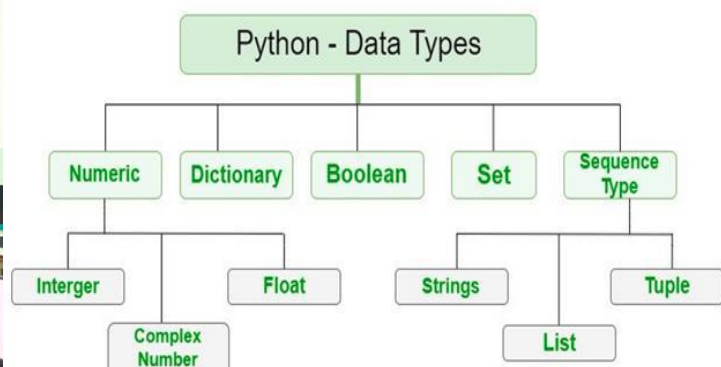 Python - Data Types
Numeric
Dictionary
Boolean
Set
Sequence
Type
Interger
Complex
Number
Float
Strings
List
Tuple